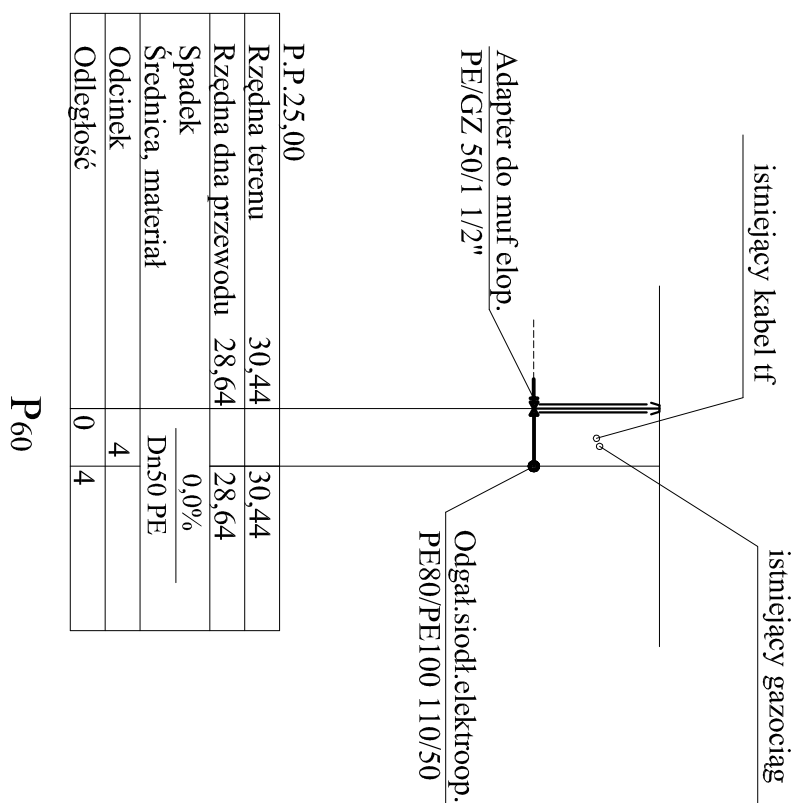 istniejący kabel tf
istniejący gazociąg
Adapter do muf elop.
PE/GZ 50/1 1/2"
Odgał.siodł.elektroop.
PE80/PE100 110/50
P.P.25,00
Rzędna terenu 30,44 30,44
Rzędna dna przewodu 28,64 28,64
Spadek 0,0%
Średnica, materiał Dn50 PE
Odcinek 4
Odległość 0 4
P60